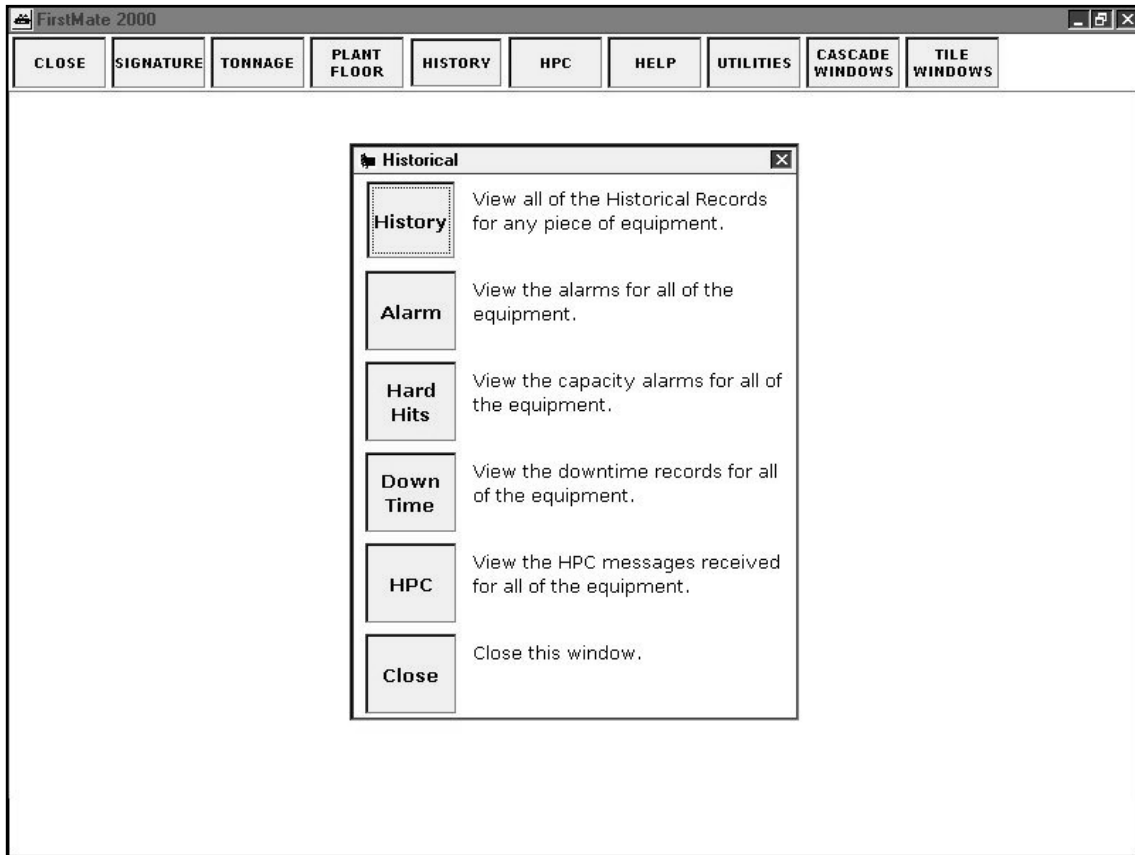 FirstMate 2000
CLOSE SIGNATURE TONNAGE PLANT FLOOR HISTORY HPC HELP UTILITIES CASCADE WINDOWS TILE WINDOWS
Historical
History
View all of the Historical Records
for any piece of equipment.
Alarm
View the alarms for all of the
equipment.
Hard
Hits
View the capacity alarms for all of
the equipment.
Down
Time
View the downtime records for all
of the equipment.
HPC
View the HPC messages received
for all of the equipment.
Close
Close this window.